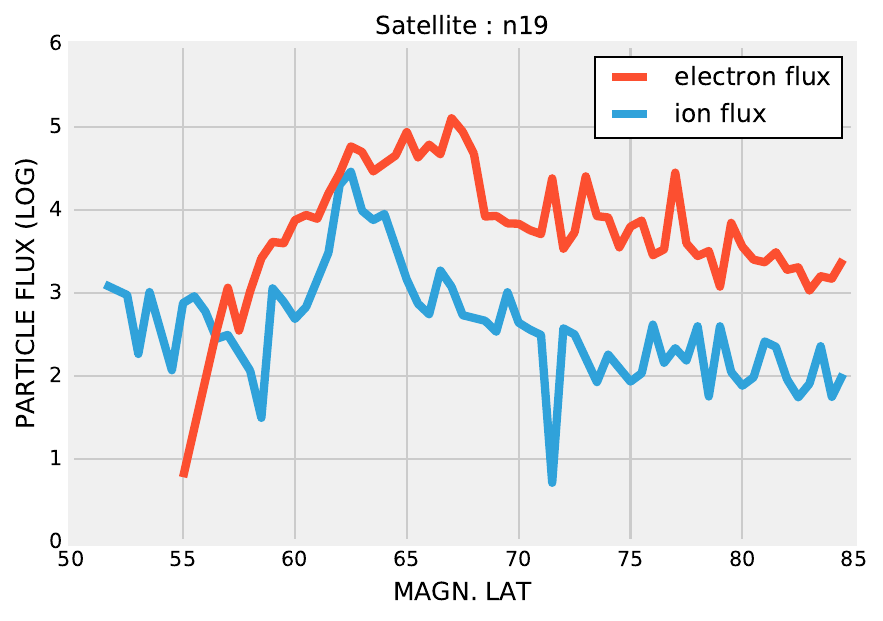 Satellite : n19
6
5
4
3
2
1
0
PARTICLE FLUX (LOG)
electron flux
ion flux
50 55 60 65 70 75 80 85
MAGN. LAT